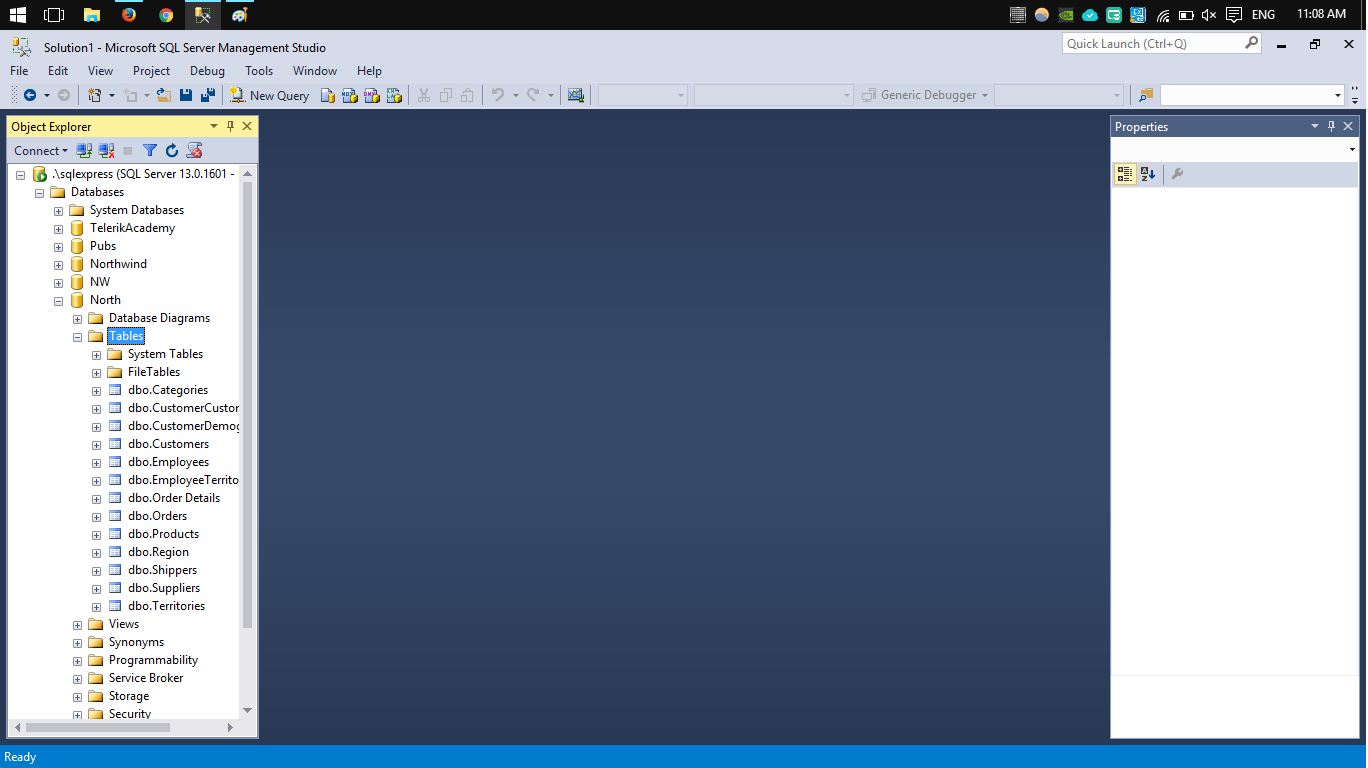 ENG 11:08 AM
Solution1 - Microsoft SQL Server Management Studio
Quick Launch (Ctrl+Q)
File Edit View Project Debug Tools Window Help
New Query Generic Debugger
Object Explorer
Connect
.\sqlexpress (SQL Server 13.0.1601 -
Databases
System Databases
TelerikAcademy
Pubs
Northwind
NW
North
Database Diagrams
Tables
System Tables
FileTables
dbo.Categories
dbo.CustomerCustor
dbo.CustomerDemog
dbo.Customers
dbo.Employees
dbo.EmployeeTerrito
dbo.Order Details
dbo.Orders
dbo.Products
dbo.Region
dbo.Shippers
dbo.Suppliers
dbo.Territories
Views
Synonyms
Programmability
Service Broker
Storage
Security
Properties
Ready